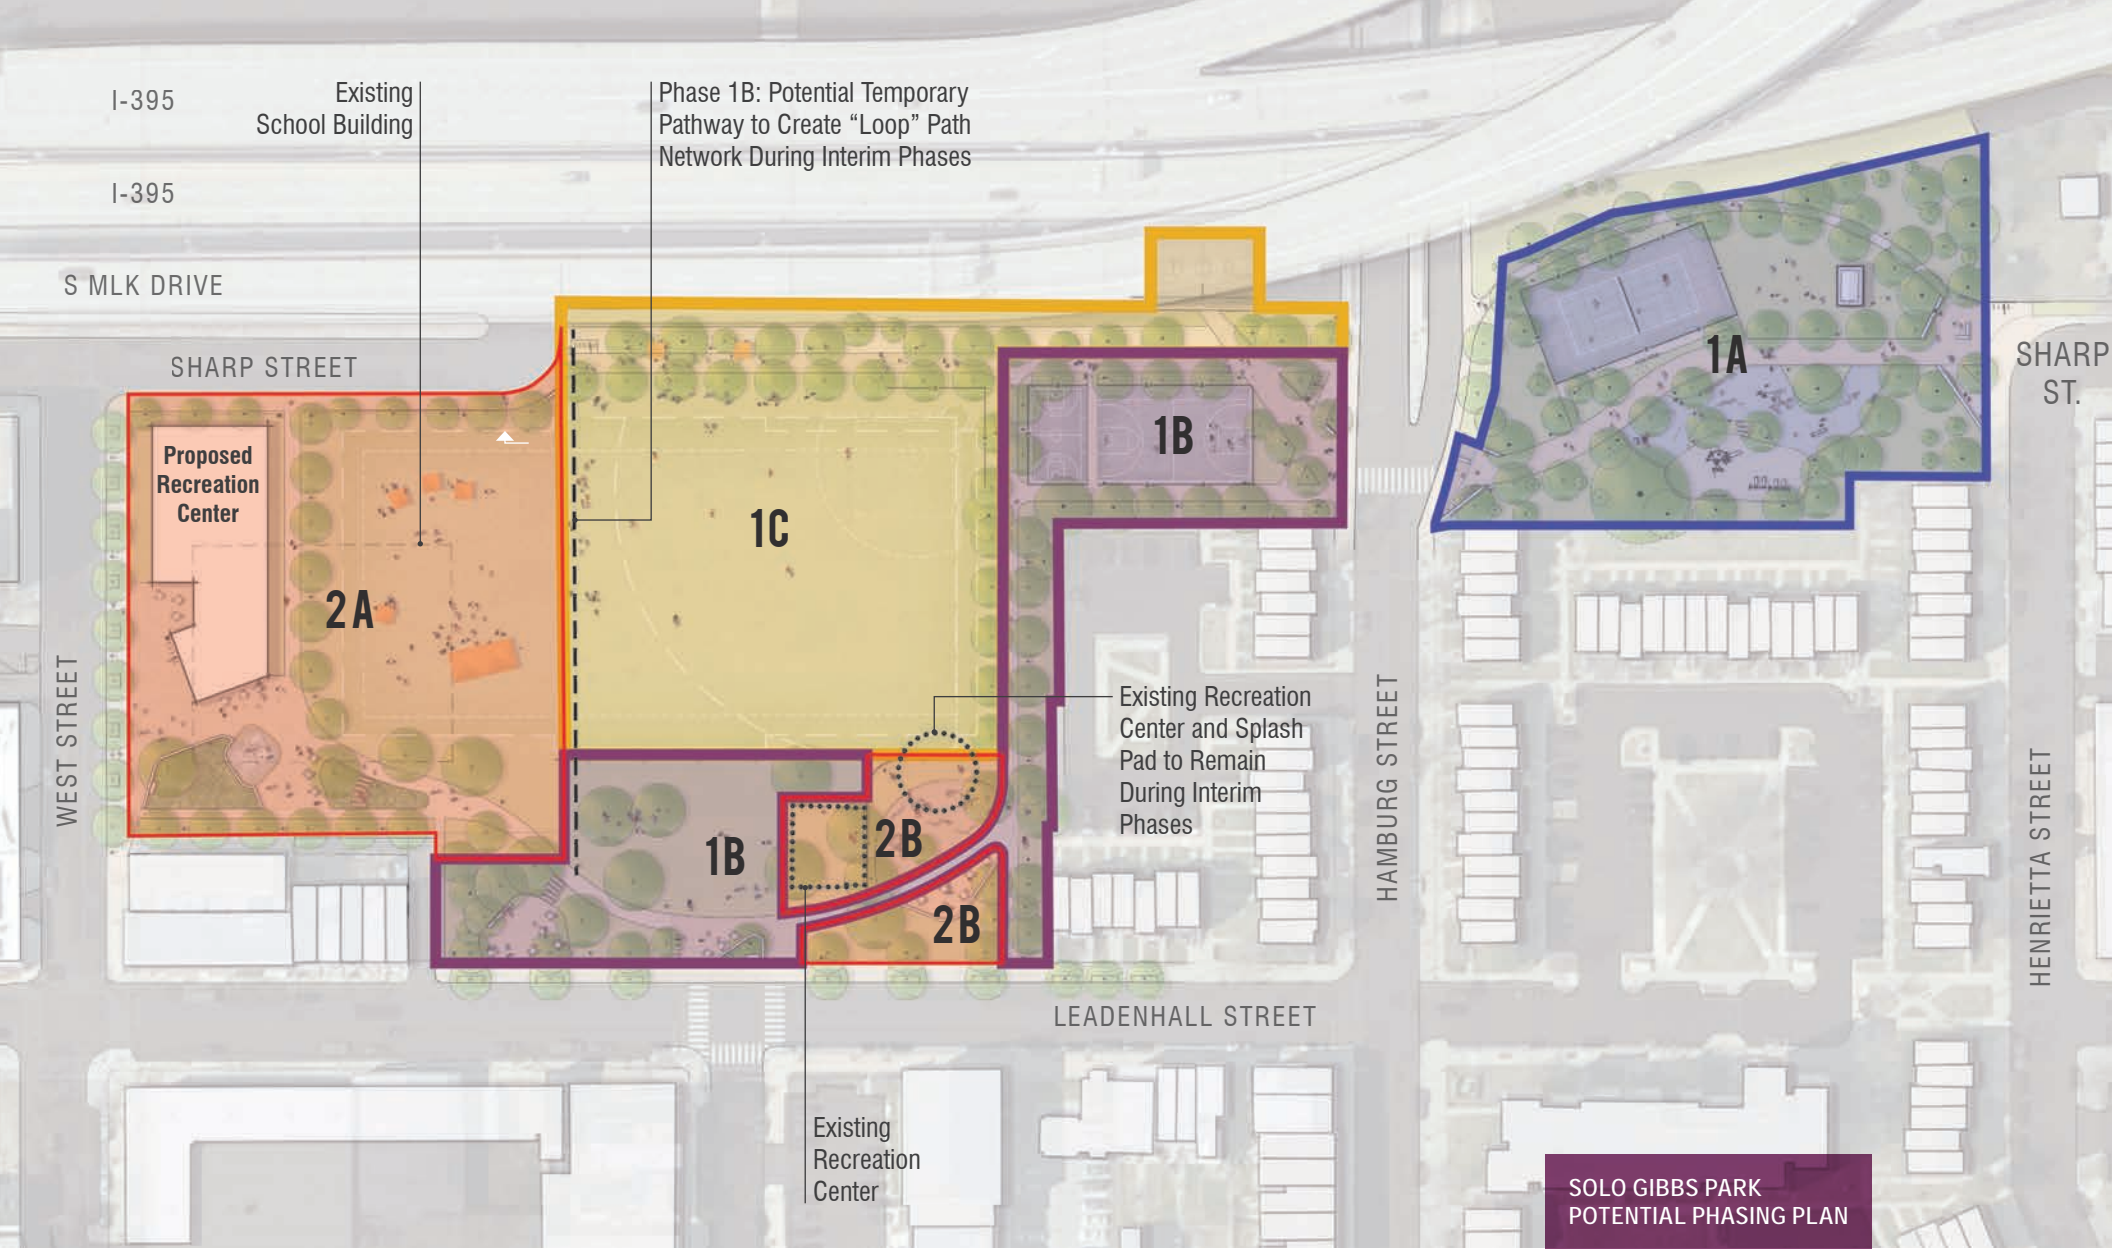 I-395
I-395
S MLK DRIVE
SHARP STREET
Existing
School Building
Phase 1B: Potential Temporary
Pathway to Create “Loop” Path
Network During Interim Phases
Proposed
Recreation
Center
2A
1C
1B
1A
SHARP
ST.
Existing Recreation
Center and Splash
Pad to Remain
During Interim
Phases
1B
2B
2B
WEST STREET
HAMBURG STREET
HENRIETTA STREET
LEADENHALL STREET
Existing
Recreation
Center
SOLO GIBBS PARK
POTENTIAL PHASING PLAN